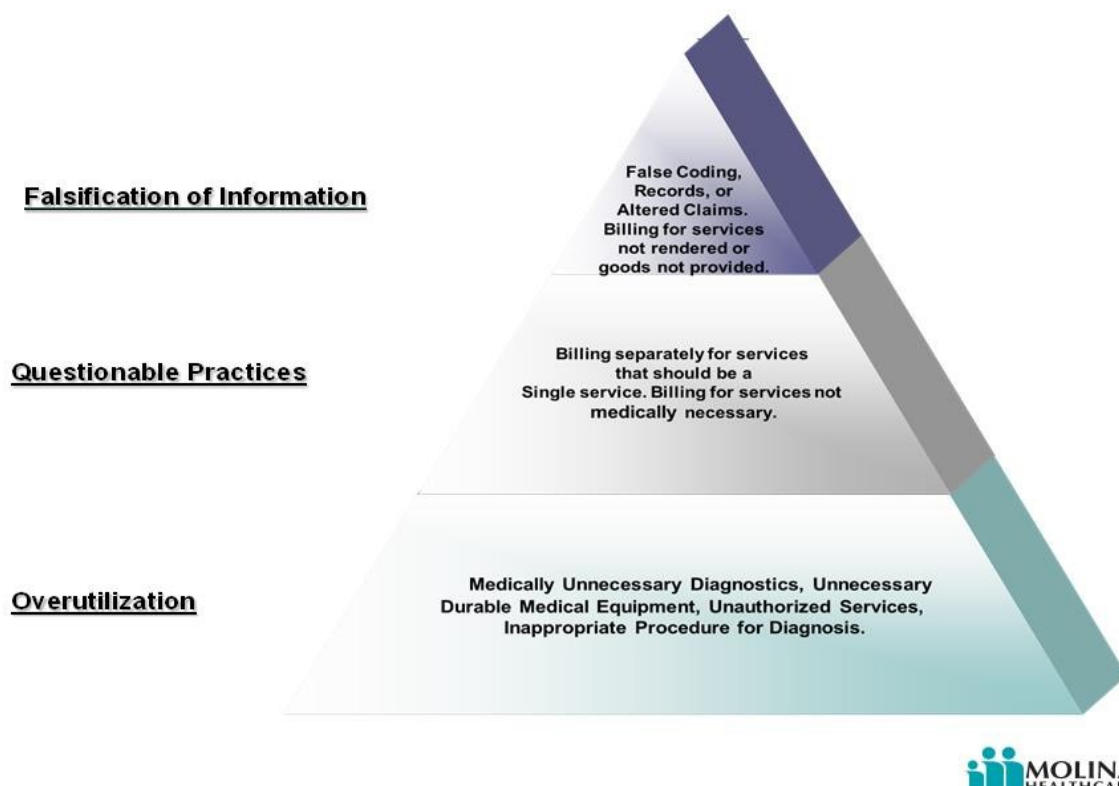 Falsification of Information
False Coding,
Records, or
Altered Claims.
Billing for services
not rendered or
goods not provided.
Questionable Practices
Billing separately for services
that should be a
Single service. Billing for services not
medically necessary.
Overutilization
Medically Unnecessary Diagnostics, Unnecessary
Durable Medical Equipment, Unauthorized Services,
Inappropriate Procedure for Diagnosis.
MOLINA
HEALTHCAR